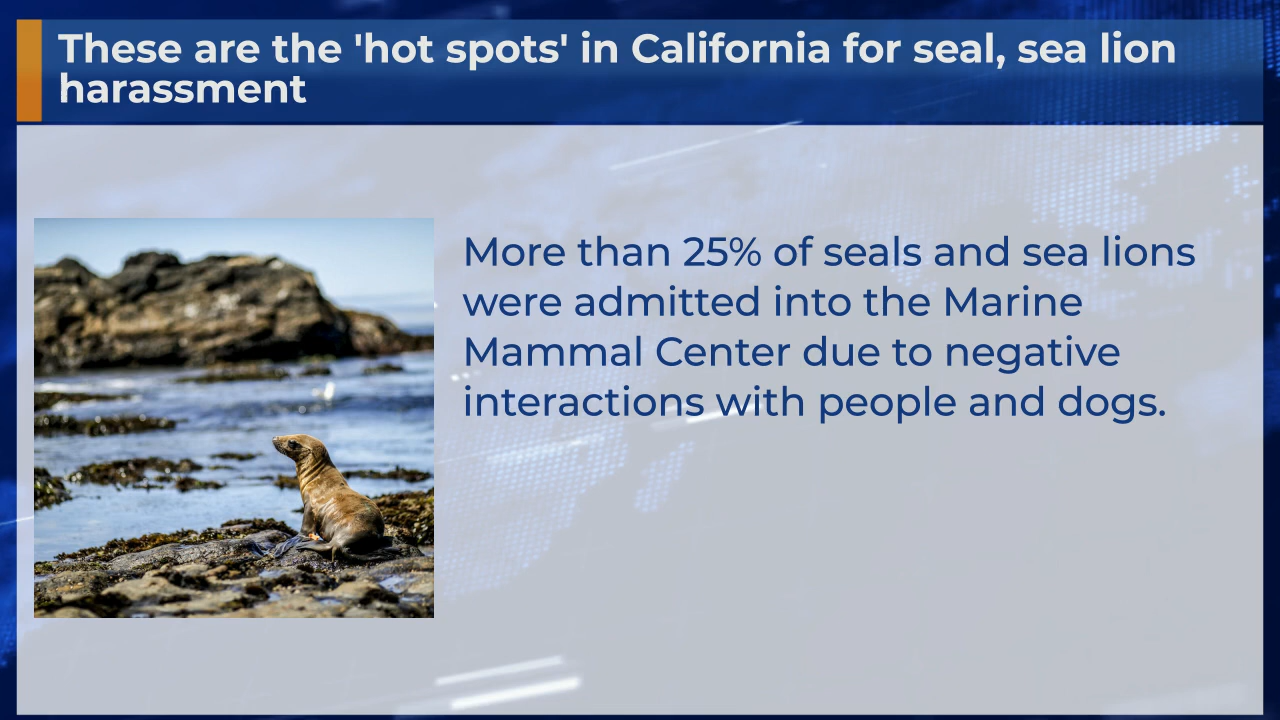 These are the 'hot spots' in California for seal, sea lion
harassment
More than 25% of seals and sea lions
were admitted into the Marine
Mammal Center due to negative
interactions with people and dogs.